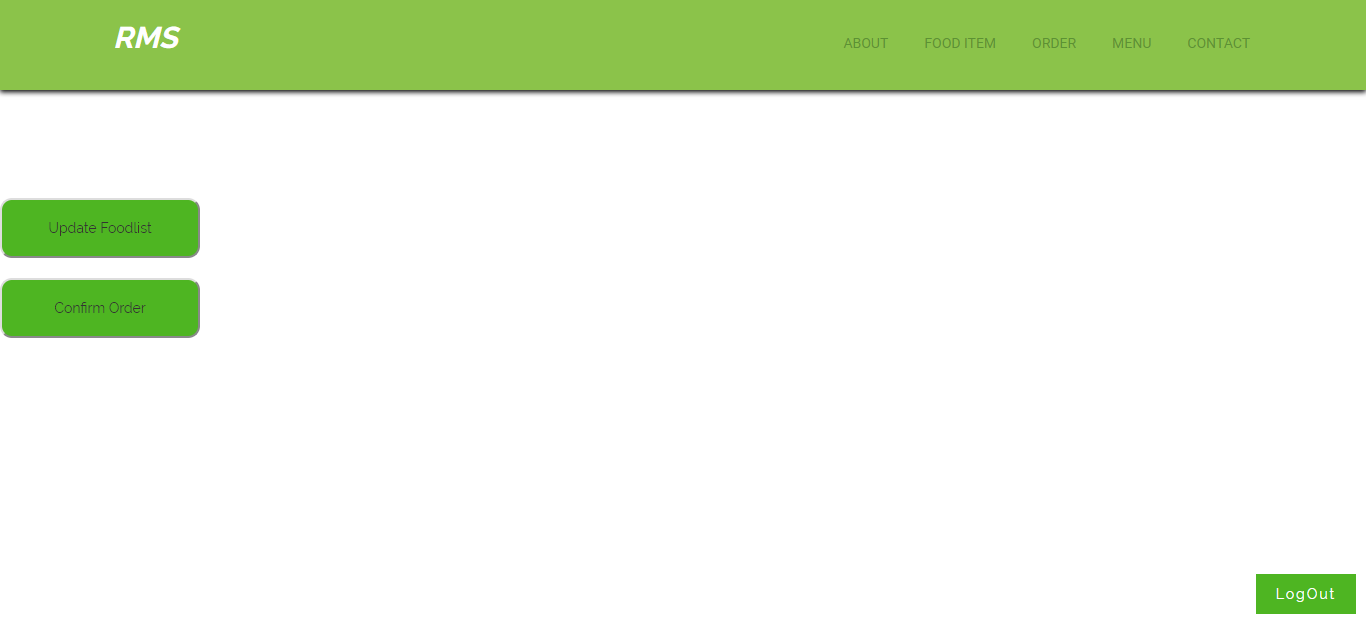 RMS
ABOUT FOOD ITEM ORDER MENU CONTACT
Update Foodlist
Confirm Order
LogOut